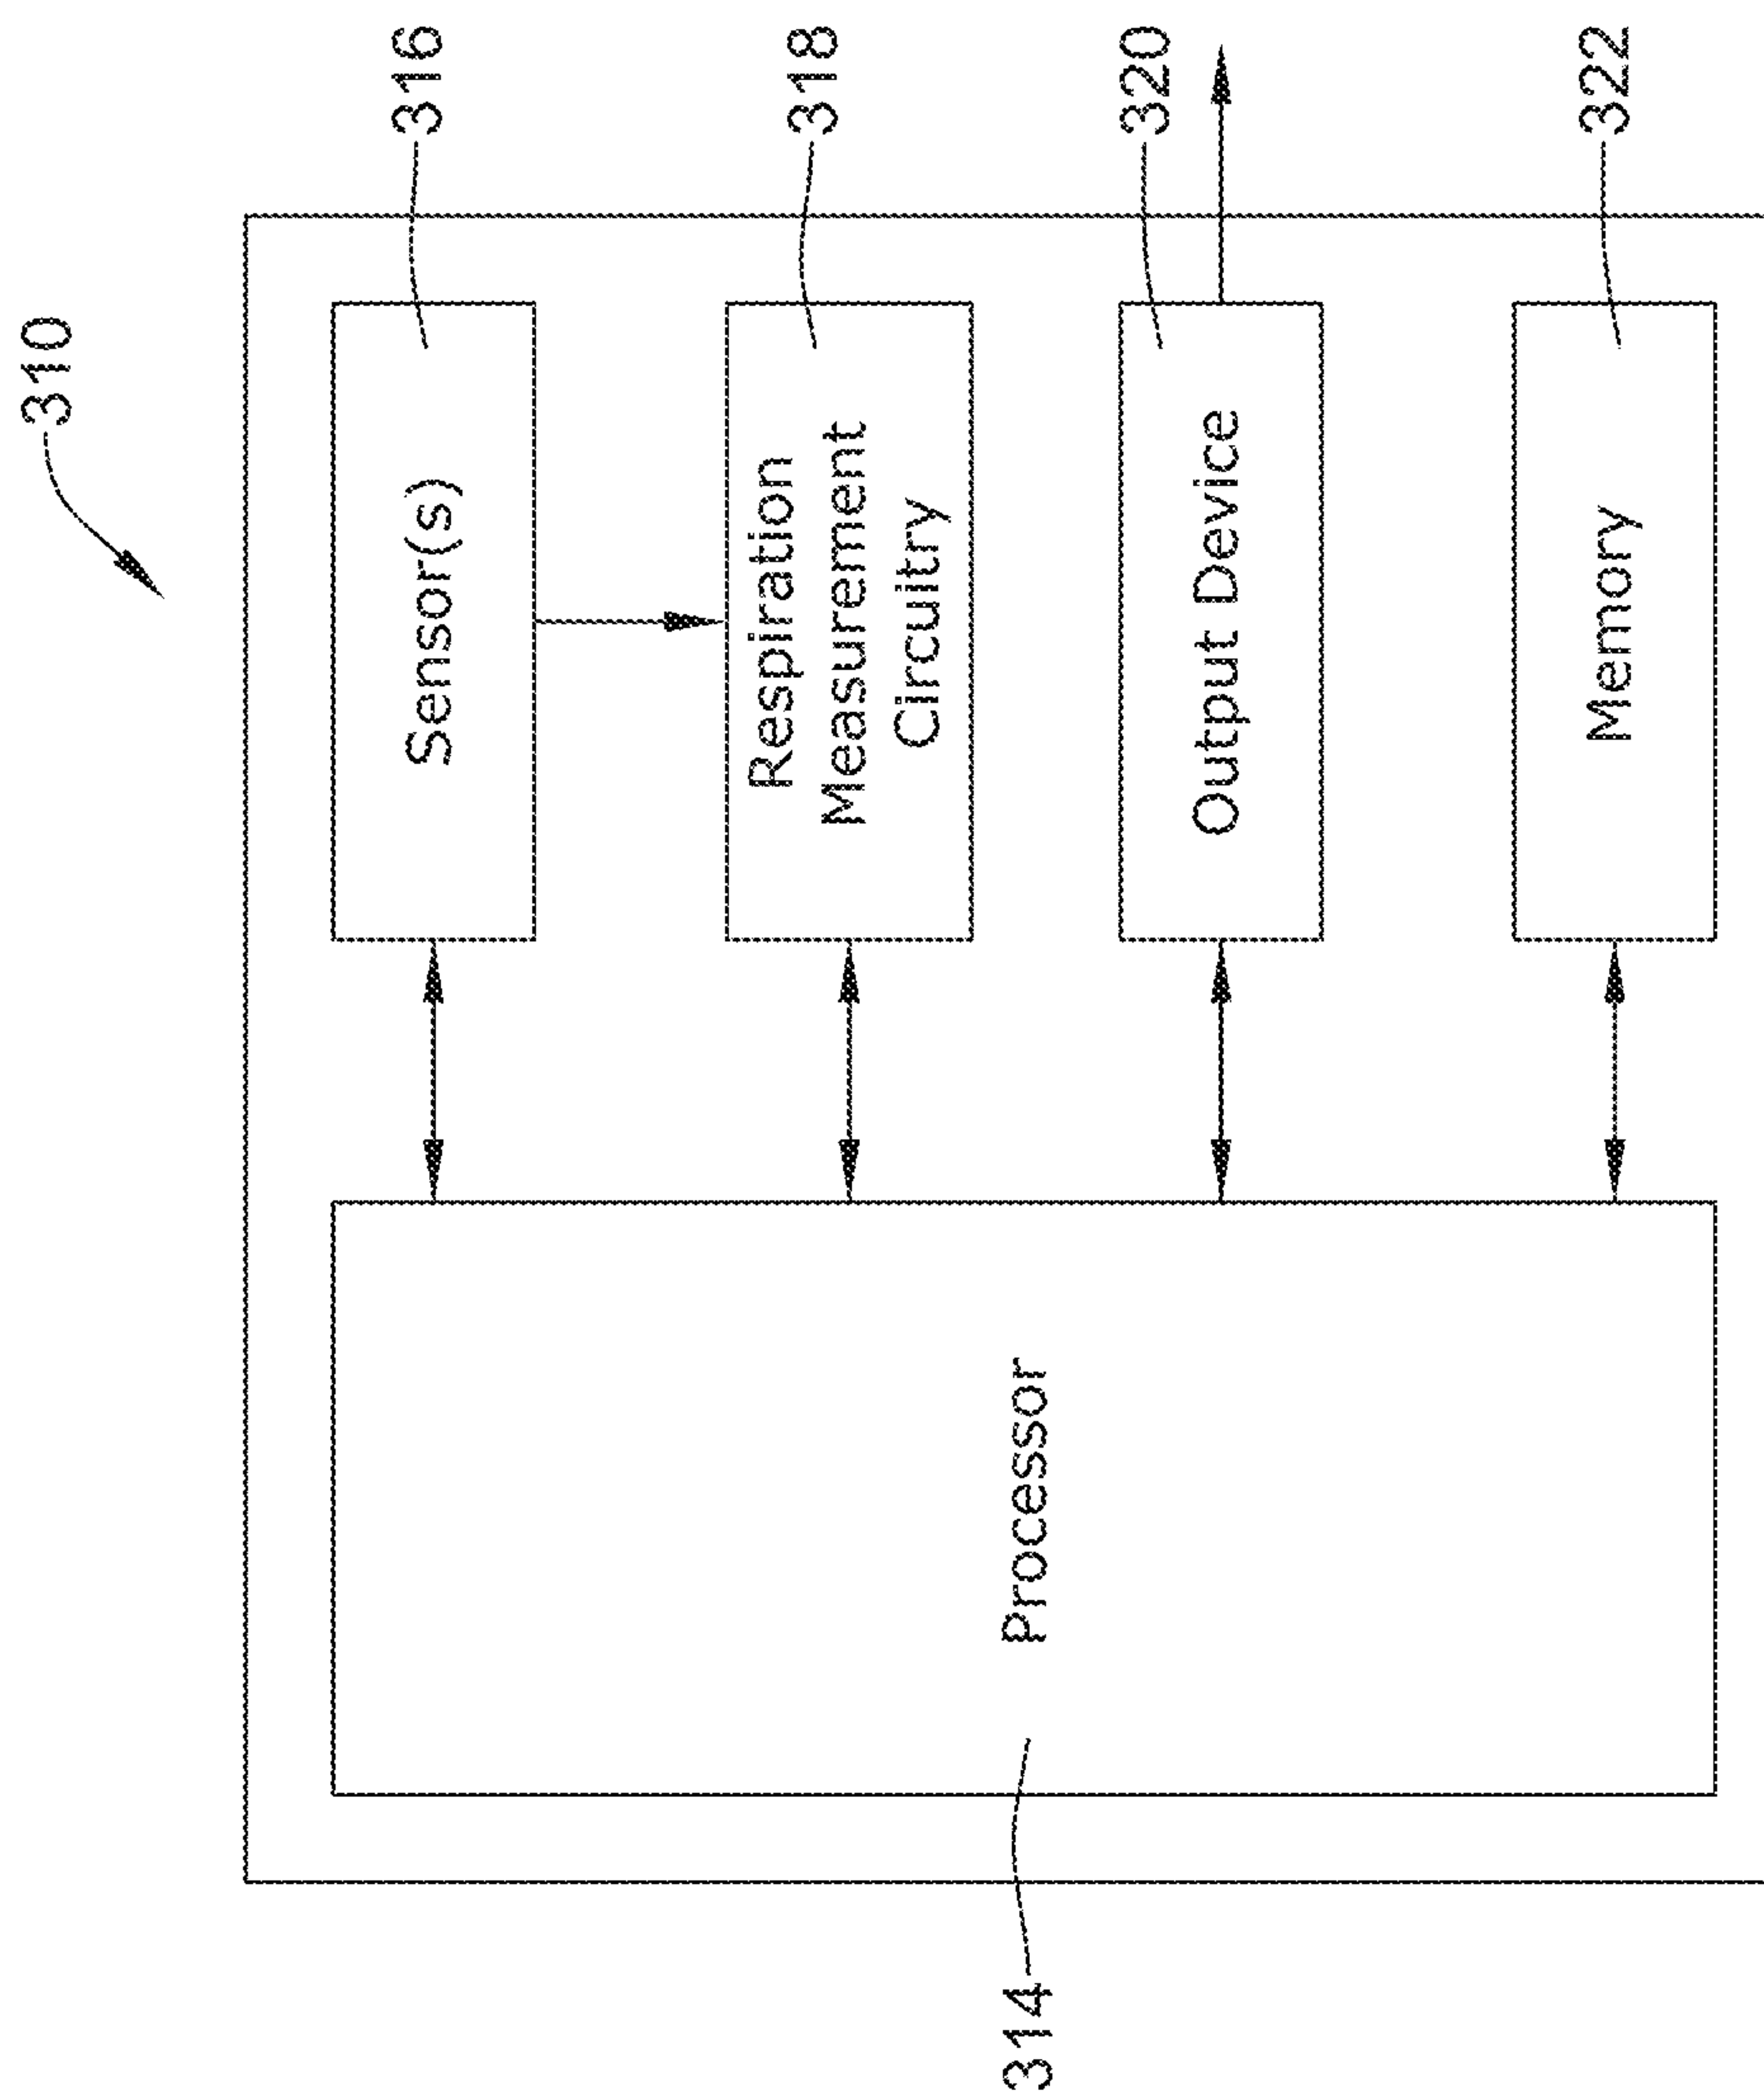 310
316
Sensor(s)
318
Respiration
Measurement
Circuitry
320
Output Device
322
Memory
Processor
314